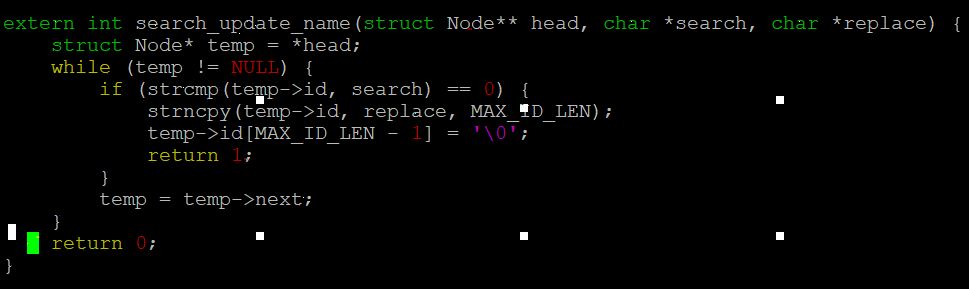 extern int search_update_name(struct Node** head, char *search, char *replace) {
    struct Node* temp = *head;
    while (temp != NULL) {
        if (strcmp(temp->id, search) == 0) {
            strncpy(temp->id, replace, MAX_ID_LEN);
            temp->id[MAX_ID_LEN - 1] = '\0';
            return 1;
        }
        temp = temp->next;
    }
    return 0;
}